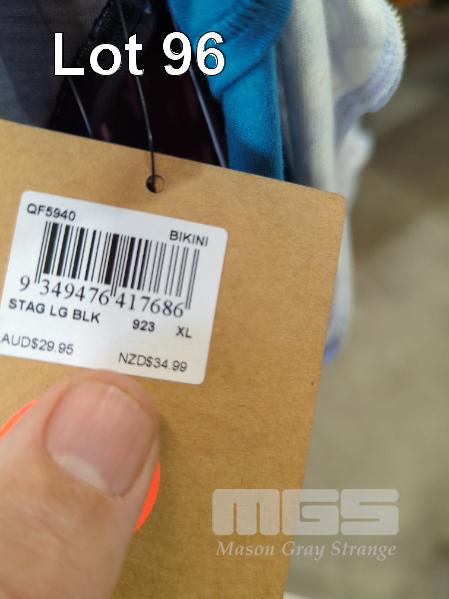 Lot 96
QF5940
BIKINI
9 349476 417686
STAG LG BLK 923 XL
AUD$29.95
NZD$34.99
MGS
Mason Gray Strange